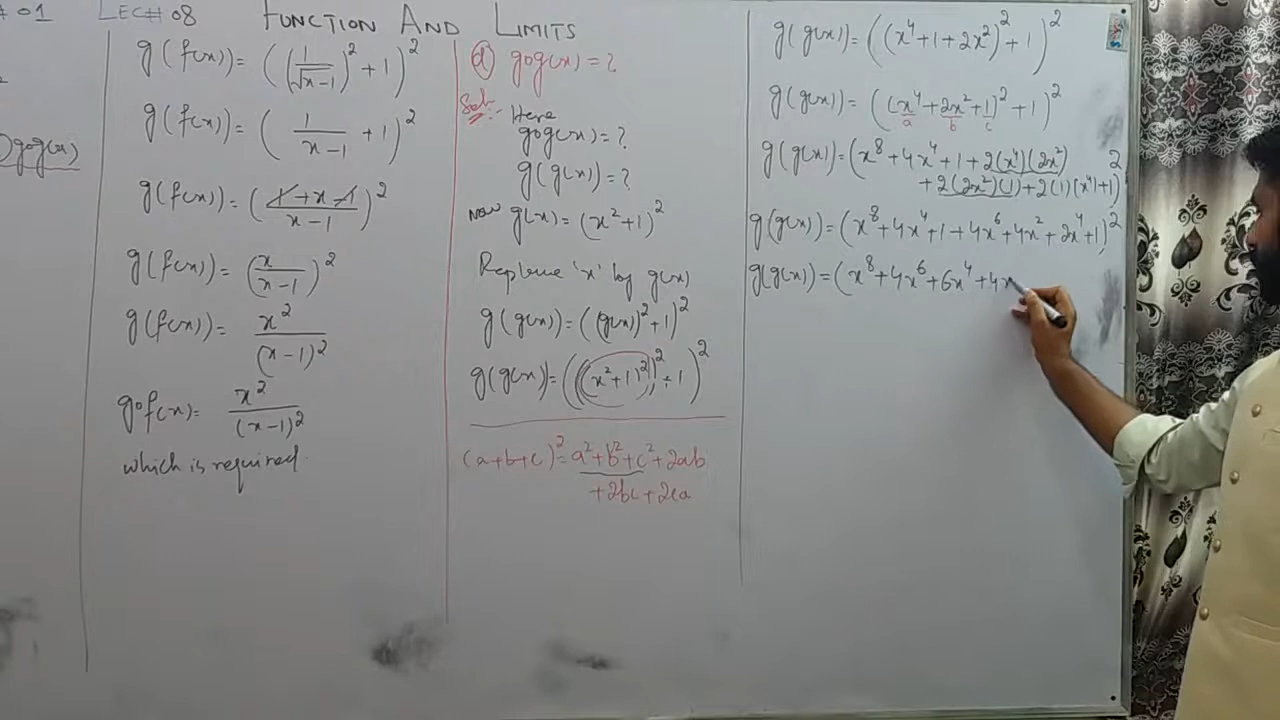 # 01 LEC# 08 FUNCTION AND LIMITS
) gog(x)
g(f(x)) = ((1/√x-1)² + 1)²
g(f(x)) = (1/x-1 + 1)²
g(f(x)) = (1+x-1/x-1)²
g(f(x)) = (x/x-1)²
g(f(x)) = x²/(x-1)²
gof(x) = x²/(x-1)²
which is required.
(d) gog(x) = ?
Sol:- Here
gog(x) = ?
g(g(x)) = ?
Now g(x) = (x²+1)²
Replace 'x' by g(x)
g(g(x)) = ((g(x))²+1)²
g(g(x)) = (((x²+1)²)²+1)²
(a+b+c)² = a²+b²+c²+2ab
+2bc+2ca
g(g(x)) = ((x⁴+1+2x²)²+1)²
g(g(x)) = ((x⁴+2x²+1)²+1)²
a b c
g(g(x)) = (x⁸+4x⁴+1+2(x⁴)(2x²)
+2(2x²)(1)+2(1)(x⁴)+1)²
g(g(x)) = (x⁸+4x⁴+1+4x⁶+4x²+2x⁴+1)²
g(g(x)) = (x⁸+4x⁶+6x⁴+4x